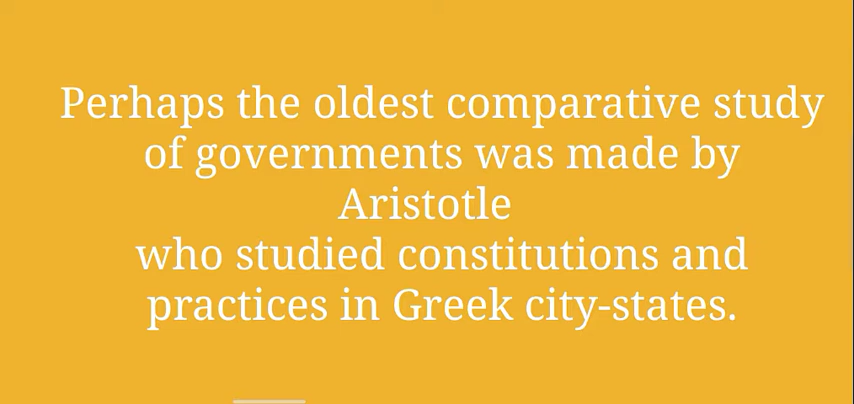 Perhaps the oldest comparative study
of governments was made by
Aristotle
who studied constitutions and
practices in Greek city-states.